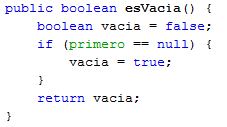 public boolean esVacia() {
    boolean vacia = false;
    if (primero == null) {
        vacia = true;
    }
    return vacia;
}